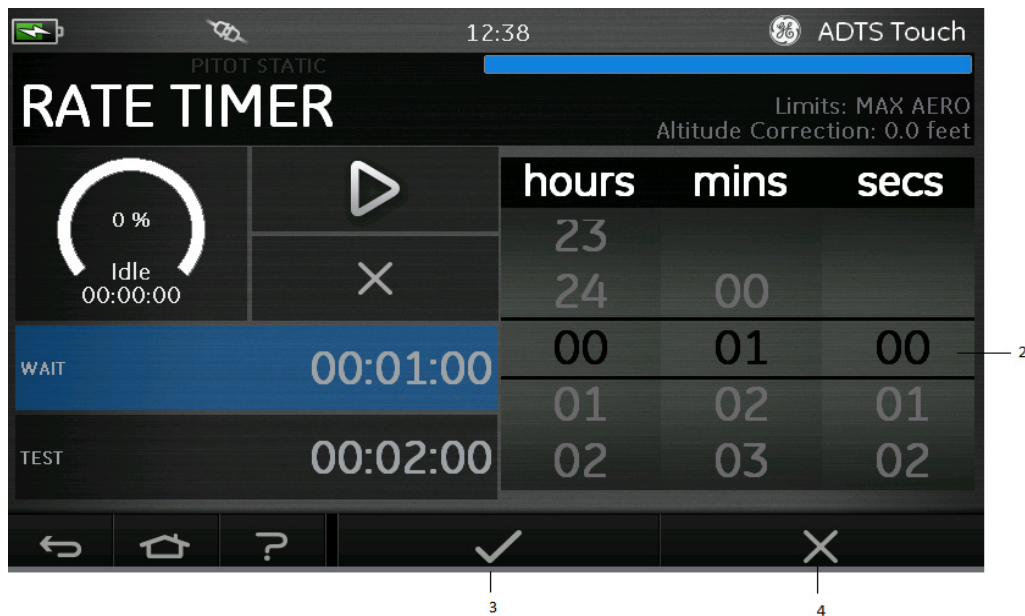 12:38
ADTS Touch
PITOT STATIC
RATE TIMER
Limits: MAX AERO
Altitude Correction: 0.0 feet
0 %
Idle
00:00:00
hours mins secs
23
24 00
00 01 00
01 02 01
02 03 02
WAIT 00:01:00
TEST 00:02:00
2
3
4